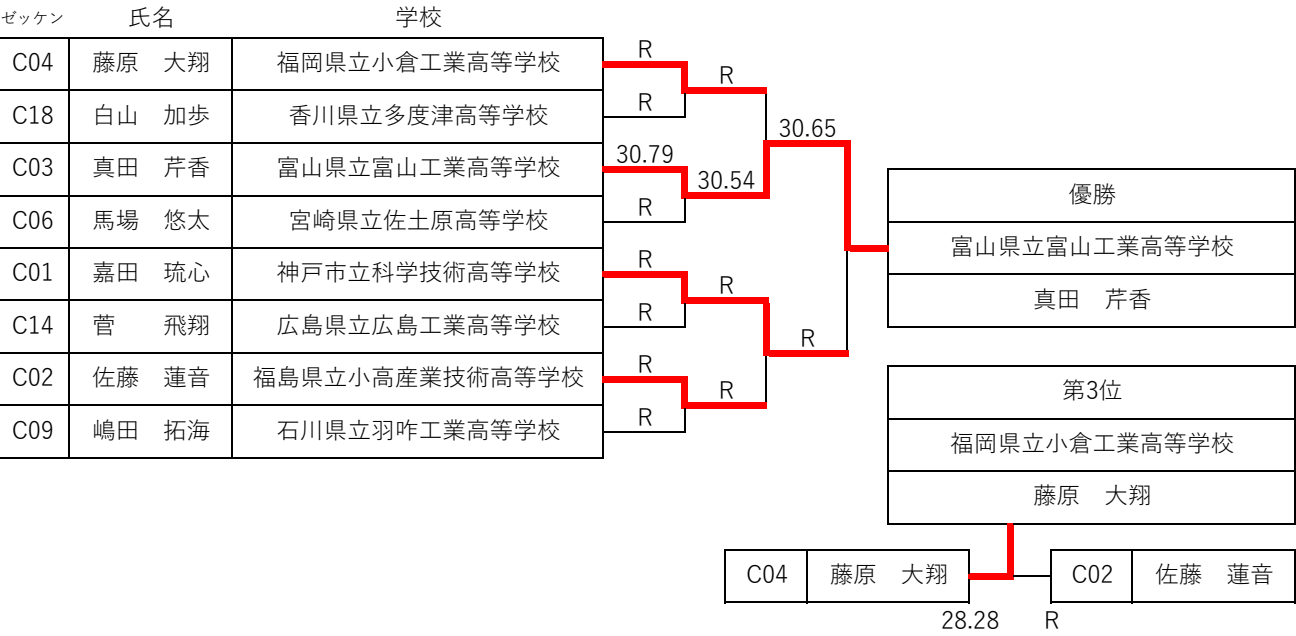 ゼッケン 氏名 学校
C04 藤原 大翔 福岡県立小倉工業高等学校 R
R
C18 白山 加歩 香川県立多度津高等学校 R
30.65
C03 真田 芹香 富山県立富山工業高等学校 30.79
30.54
C06 馬場 悠太 宮崎県立佐土原高等学校 R
C01 嘉田 琉心 神戸市立科学技術高等学校 R
R
C14 菅 飛翔 広島県立広島工業高等学校 R
R
C02 佐藤 蓮音 福島県立小高産業技術高等学校 R
R
C09 嶋田 拓海 石川県立羽咋工業高等学校 R
優勝
富山県立富山工業高等学校
真田 芹香
第3位
福岡県立小倉工業高等学校
藤原 大翔
C04 藤原 大翔 C02 佐藤 蓮音
28.28 R